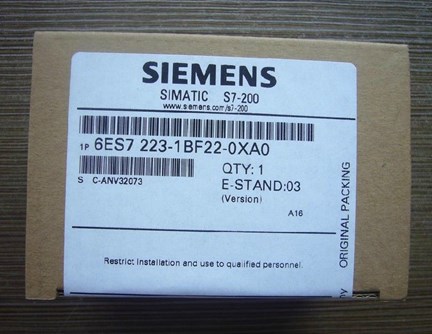 SIEMENS
SIMATIC S7-200
www.siemens.com/s7-200
1P 6ES7 223-1BF22-0XA0
QTY: 1
S C-ANV32073
E-STAND:03
(Version)
A16
Restrict Installation and use to qualified personnel.
ORIGINAL PACKING